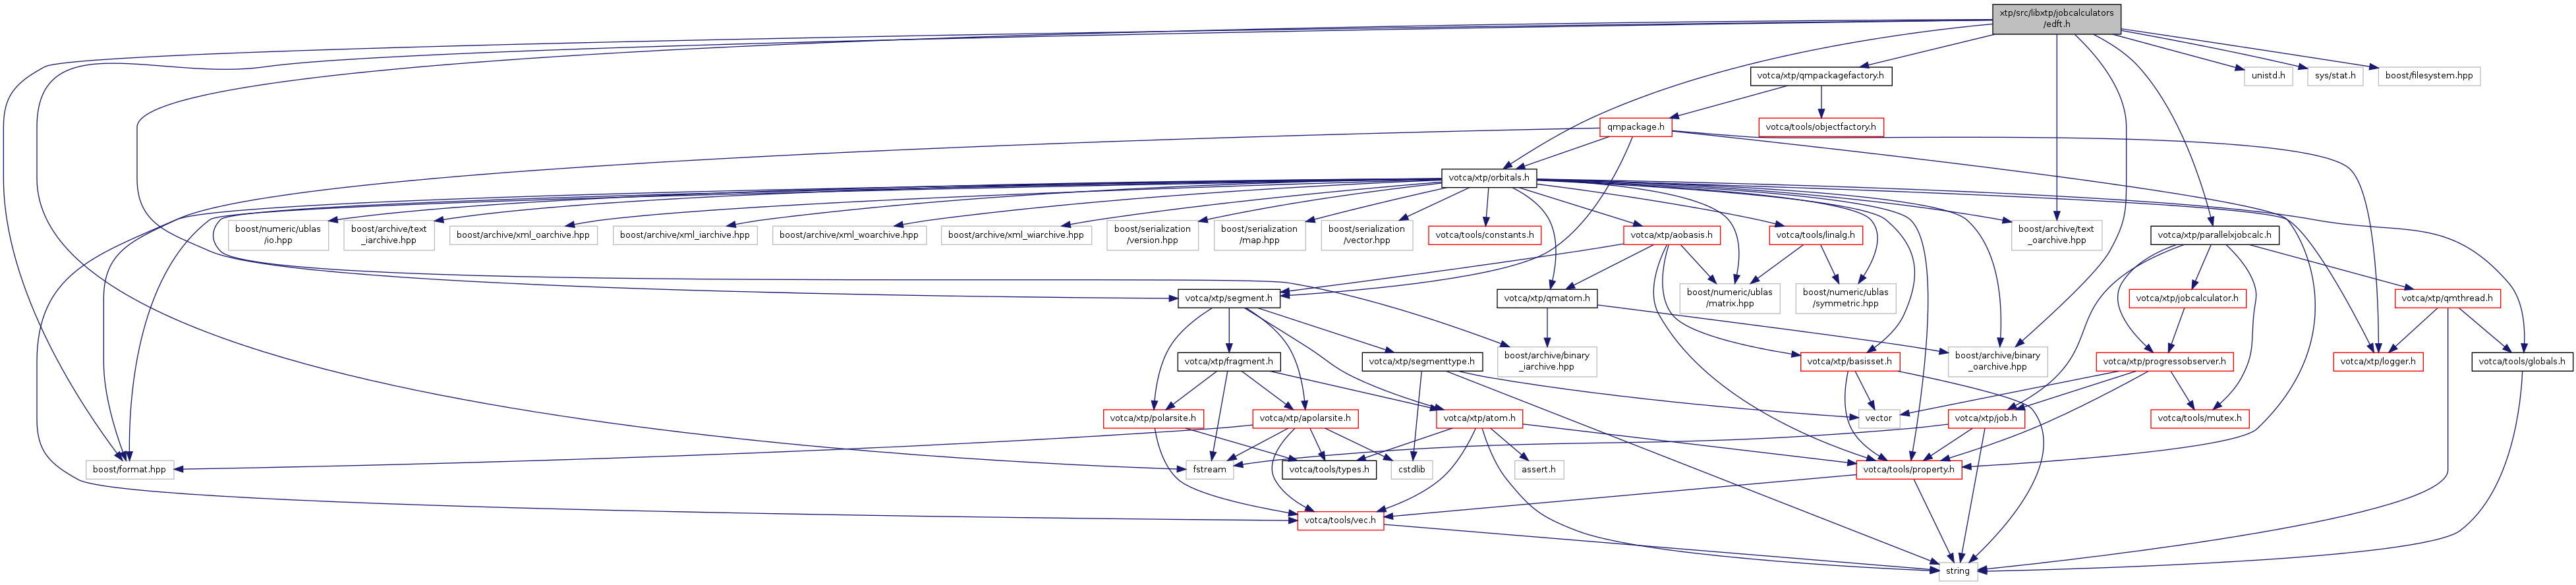 xtp/src/libxtp/jobcalculators
/edft.h
votca/xtp/qmpackagefactory.h
unistd.h
sys/stat.h
boost/filesystem.hpp
qmpackage.h
votca/tools/objectfactory.h
votca/xtp/orbitals.h
boost/numeric/ublas
/io.hpp
boost/archive/text
_iarchive.hpp
boost/archive/xml_oarchive.hpp
boost/archive/xml_iarchive.hpp
boost/archive/xml_woarchive.hpp
boost/archive/xml_wiarchive.hpp
boost/serialization
/version.hpp
boost/serialization
/map.hpp
boost/serialization
/vector.hpp
votca/tools/constants.h
votca/xtp/aobasis.h
votca/tools/linalg.h
boost/archive/text
_oarchive.hpp
votca/xtp/parallelxjobcalc.h
votca/xtp/segment.h
votca/xtp/qmatom.h
boost/numeric/ublas
/matrix.hpp
boost/numeric/ublas
/symmetric.hpp
votca/xtp/jobcalculator.h
votca/xtp/qmthread.h
votca/xtp/fragment.h
votca/xtp/segmenttype.h
boost/archive/binary
_iarchive.hpp
votca/xtp/basisset.h
boost/archive/binary
_oarchive.hpp
votca/xtp/progressobserver.h
votca/xtp/logger.h
votca/tools/globals.h
votca/xtp/polarsite.h
votca/xtp/apolarsite.h
votca/xtp/atom.h
vector
votca/xtp/job.h
votca/tools/mutex.h
boost/format.hpp
fstream
votca/tools/types.h
cstdlib
assert.h
votca/tools/property.h
votca/tools/vec.h
string